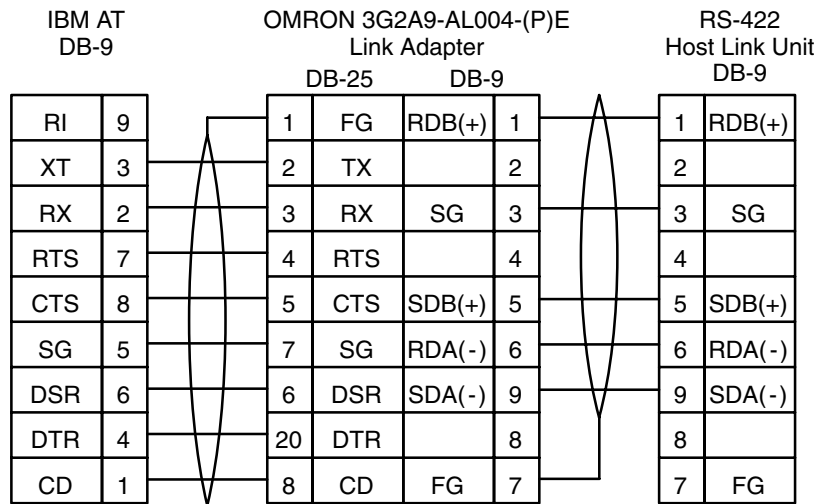 IBM AT
DB-9
OMRON 3G2A9-AL004-(P)E
Link Adapter
DB-25 DB-9
RS-422
Host Link Unit
DB-9
RI 9 1 FG RDB(+) 1 1 RDB(+)
XT 3 2 TX 2 2
RX 2 3 RX SG 3 3 SG
RTS 7 4 RTS 4 4
CTS 8 5 CTS SDB(+) 5 5 SDB(+)
SG 5 7 SG RDA(-) 6 6 RDA(-)
DSR 6 6 DSR SDA(-) 9 9 SDA(-)
DTR 4 20 DTR 8 8
CD 1 8 CD FG 7 7 FG